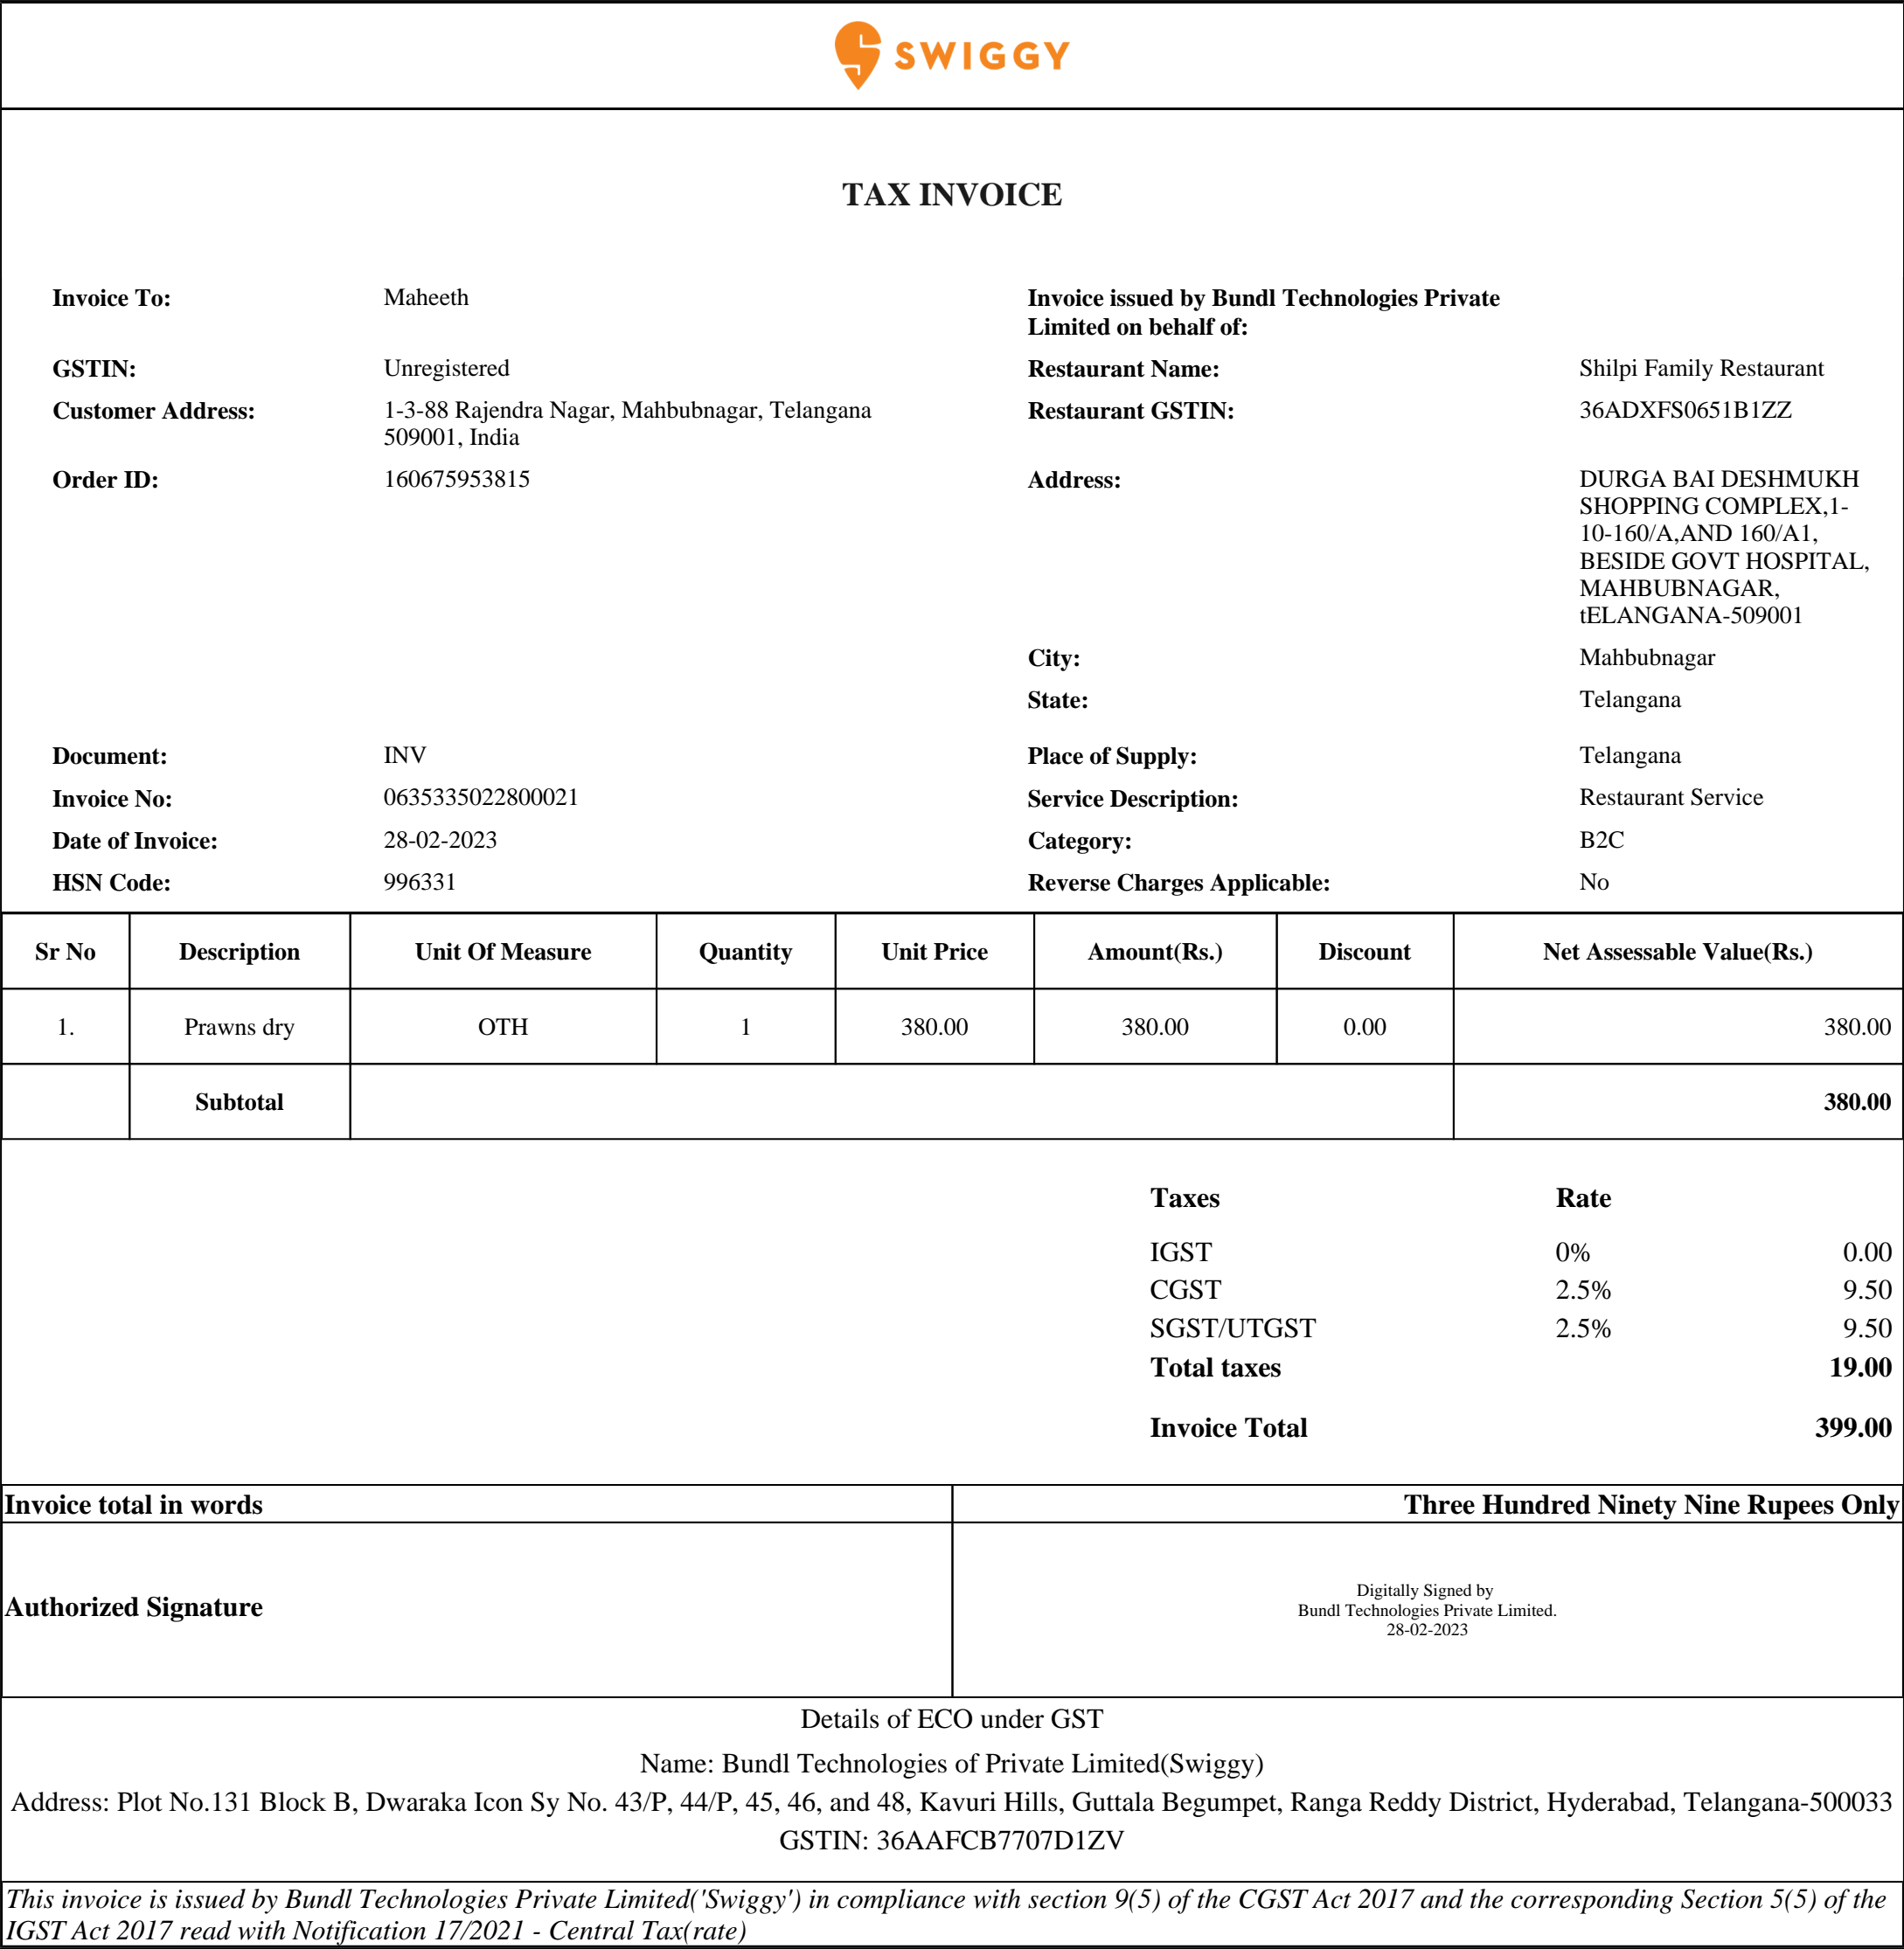 SWIGGY
TAX INVOICE
Invoice To: Maheeth Invoice issued by Bundl Technologies Private
Limited on behalf of:
GSTIN: Unregistered Restaurant Name: Shilpi Family Restaurant
Customer Address: 1-3-88 Rajendra Nagar, Mahbubnagar, Telangana Restaurant GSTIN: 36ADXFS0651B1ZZ
509001, India
Order ID: 160675953815 Address: DURGA BAI DESHMUKH
SHOPPING COMPLEX,1-
10-160/A,AND 160/A1,
BESIDE GOVT HOSPITAL,
MAHBUBNAGAR,
tELANGANA-509001
City: Mahbubnagar
State: Telangana
Document: INV Place of Supply: Telangana
Invoice No: 0635335022800021 Service Description: Restaurant Service
Date of Invoice: 28-02-2023 Category: B2C
HSN Code: 996331 Reverse Charges Applicable: No
Sr No Description Unit Of Measure Quantity Unit Price Amount(Rs.) Discount Net Assessable Value(Rs.)
1. Prawns dry OTH 1 380.00 380.00 0.00 380.00
Subtotal 380.00
Taxes Rate
IGST 0% 0.00
CGST 2.5% 9.50
SGST/UTGST 2.5% 9.50
Total taxes 19.00
Invoice Total 399.00
Invoice total in words Three Hundred Ninety Nine Rupees Only
Authorized Signature
Digitally Signed by
Bundl Technologies Private Limited.
28-02-2023
Details of ECO under GST
Name: Bundl Technologies of Private Limited(Swiggy)
Address: Plot No.131 Block B, Dwaraka Icon Sy No. 43/P, 44/P, 45, 46, and 48, Kavuri Hills, Guttala Begumpet, Ranga Reddy District, Hyderabad, Telangana-500033
GSTIN: 36AAFCB7707D1ZV
This invoice is issued by Bundl Technologies Private Limited('Swiggy') in compliance with section 9(5) of the CGST Act 2017 and the corresponding Section 5(5) of the
IGST Act 2017 read with Notification 17/2021 - Central Tax(rate)